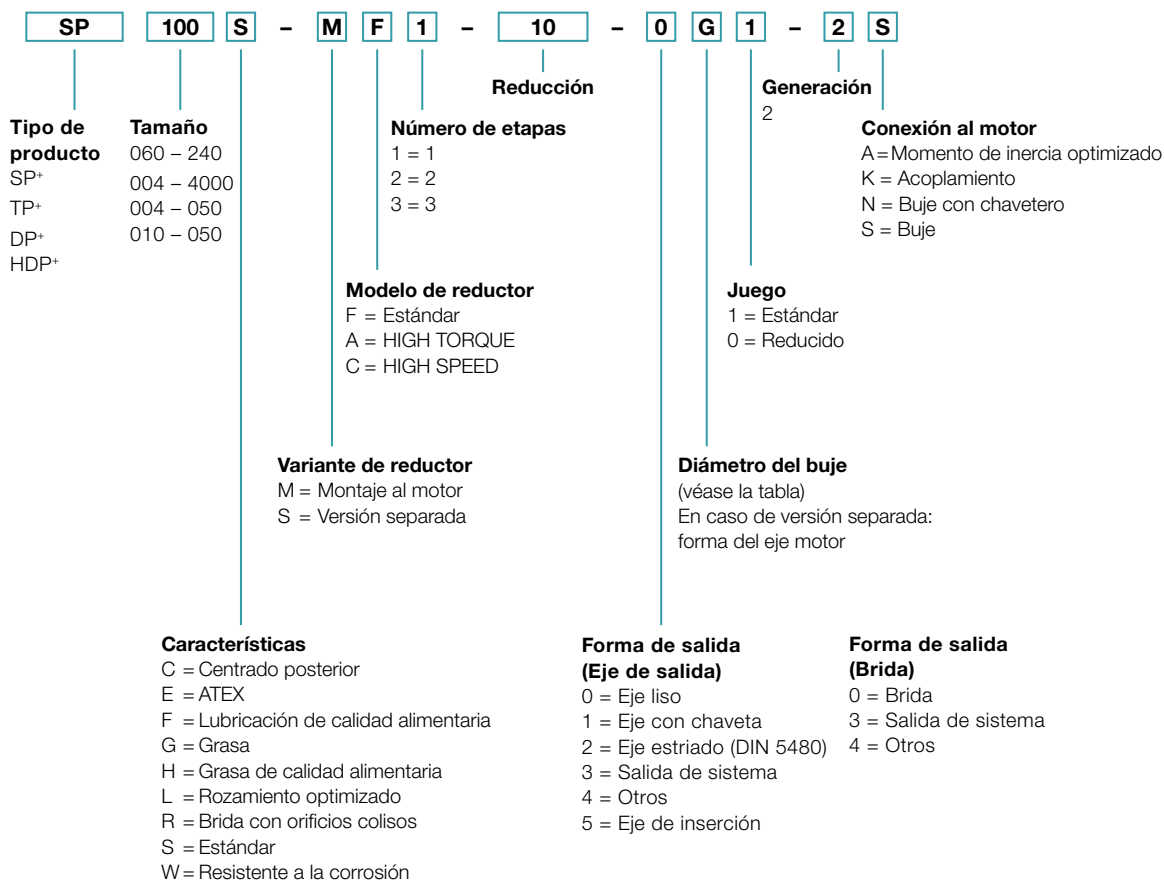 SP 100 S – M F 1 – 10 – 0 G 1 – 2 S
Reducción
Generación
2
Tipo de
producto
SP+
TP+
DP+
HDP+
Tamaño
060 – 240
004 – 4000
004 – 050
010 – 050
Número de etapas
1 = 1
2 = 2
3 = 3
Conexión al motor
A = Momento de inercia optimizado
K = Acoplamiento
N = Buje con chavetero
S = Buje
Modelo de reductor
F = Estándar
A = HIGH TORQUE
C = HIGH SPEED
Juego
1 = Estándar
0 = Reducido
Variante de reductor
M = Montaje al motor
S = Versión separada
Diámetro del buje
(véase la tabla)
En caso de versión separada:
forma del eje motor
Características
C = Centrado posterior
E = ATEX
F = Lubricación de calidad alimentaria
G = Grasa
H = Grasa de calidad alimentaria
L = Rozamiento optimizado
R = Brida con orificios colisos
S = Estándar
W = Resistente a la corrosión
Forma de salida
(Eje de salida)
0 = Eje liso
1 = Eje con chaveta
2 = Eje estriado (DIN 5480)
3 = Salida de sistema
4 = Otros
5 = Eje de inserción
Forma de salida
(Brida)
0 = Brida
3 = Salida de sistema
4 = Otros